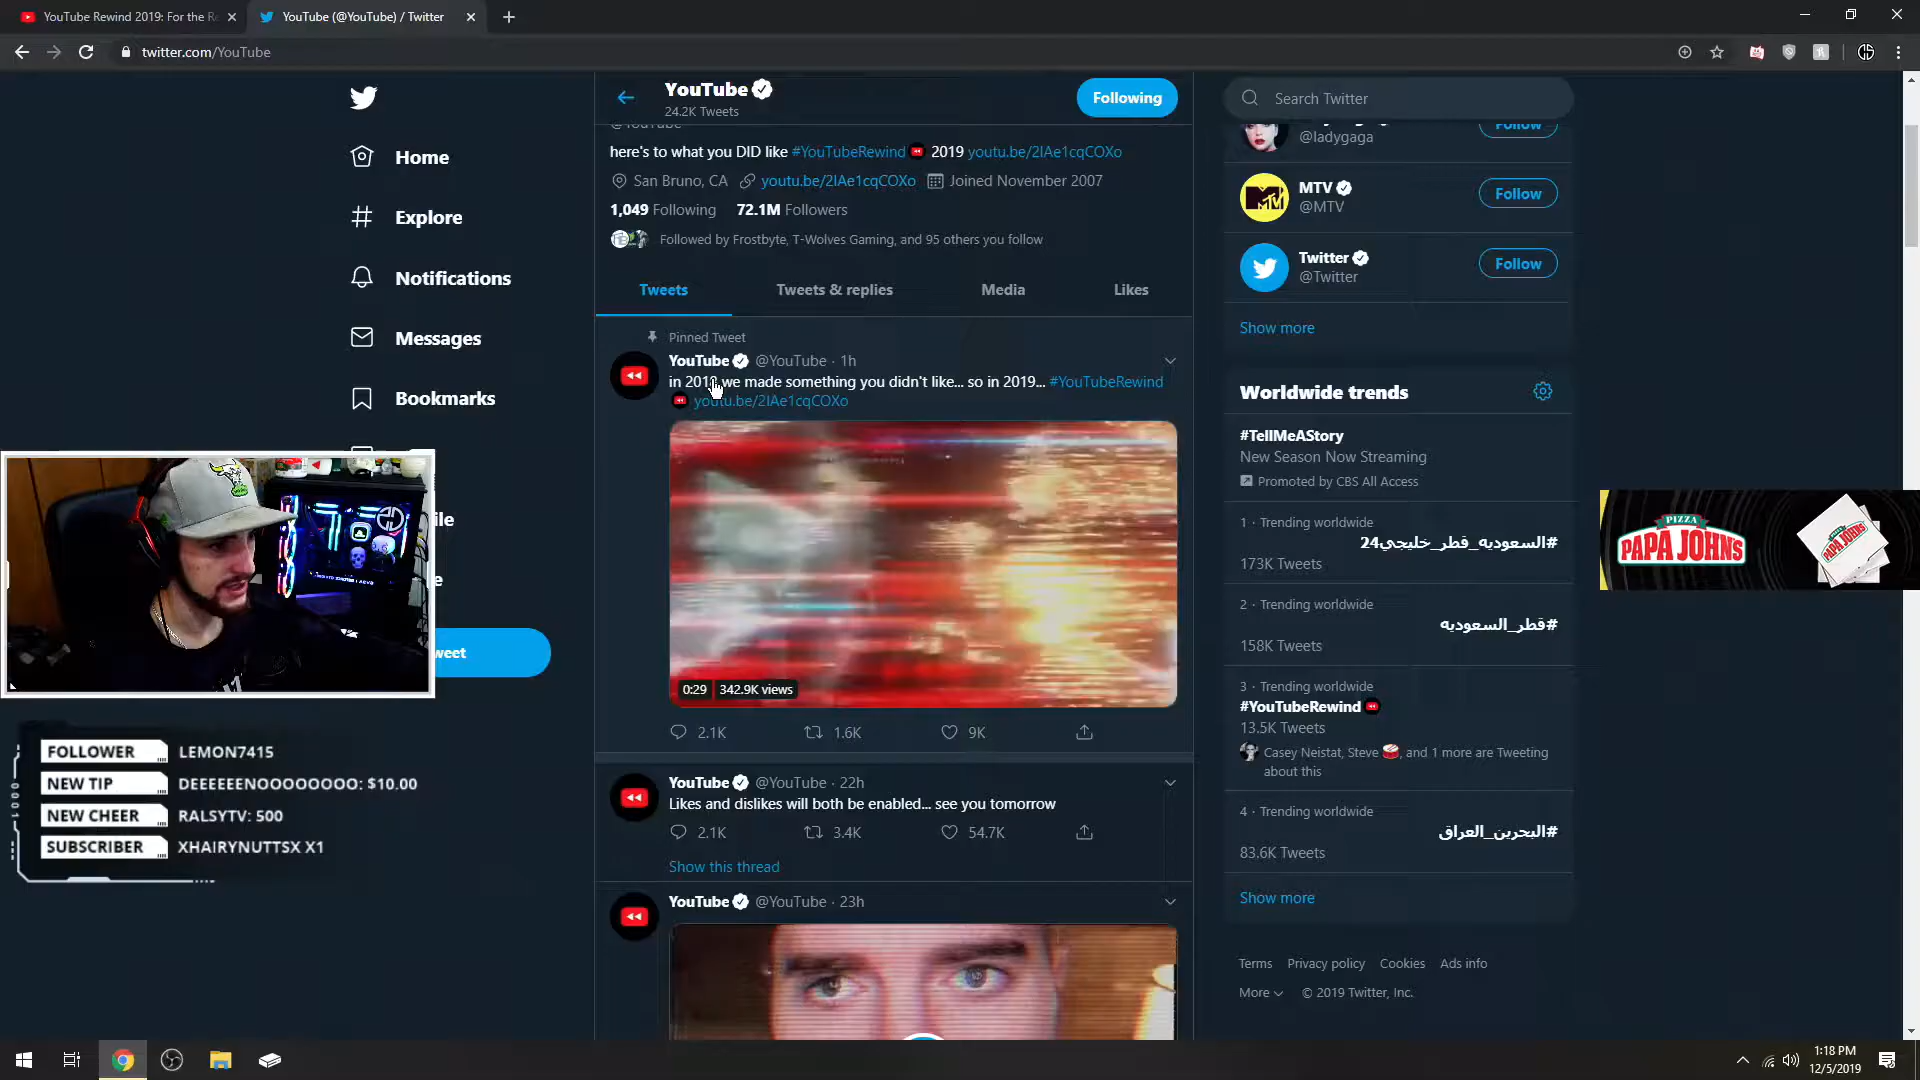 YouTube Rewind 2019: For the Re
YouTube (@YouTube) / Twitter
twitter.com/YouTube
Home
Explore
Notifications
Messages
Bookmarks
ile
e
weet
YouTube
24.2K Tweets
Following
@YouTube
here's to what you DID like #YouTubeRewind 2019 youtu.be/2IAe1cqCOXo
San Bruno, CA youtu.be/2IAe1cqCOXo Joined November 2007
1,049 Following 72.1M Followers
Followed by Frostbyte, T-Wolves Gaming, and 95 others you follow
Tweets Tweets & replies Media Likes
Pinned Tweet
YouTube @YouTube · 1h
in 2018 we made something you didn't like... so in 2019... #YouTubeRewind
youtu.be/2IAe1cqCOXo
0:29 342.9K views
2.1K 1.6K 9K
YouTube @YouTube · 22h
Likes and dislikes will both be enabled... see you tomorrow
2.1K 3.4K 54.7K
Show this thread
YouTube @YouTube · 23h
Search Twitter
@ladygaga
Follow
MTV
@MTV
Follow
Twitter
@Twitter
Follow
Show more
Worldwide trends
#TellMeAStory
New Season Now Streaming
Promoted by CBS All Access
1 · Trending worldwide
#السعوديه_قطر_خليجي24
173K Tweets
2 · Trending worldwide
#قطر_السعوديه
158K Tweets
3 · Trending worldwide
#YouTubeRewind
13.5K Tweets
Casey Neistat, Steve, and 1 more are Tweeting
about this
4 · Trending worldwide
#البحرين_العراق
83.6K Tweets
Show more
Terms Privacy policy Cookies Ads info
More © 2019 Twitter, Inc.
PIZZA
PAPA JOHN'S
PAPA JOHN'S
FOLLOWER LEMON7415
NEW TIP DEEEEEENOOOOOOOO: $10.00
NEW CHEER RALSYTV: 500
SUBSCRIBER XHAIRYNUTTSX X1
1:18 PM
12/5/2019